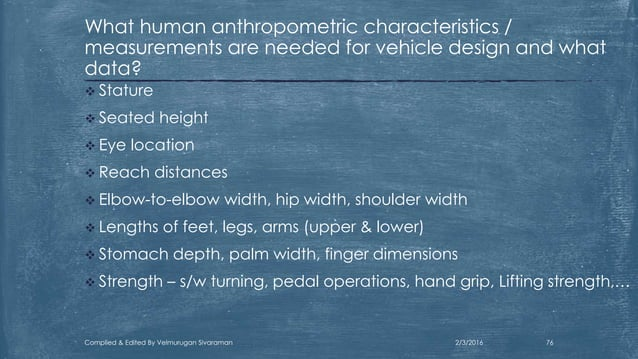 What human anthropometric characteristics /
measurements are needed for vehicle design and what
data?
❖ Stature
❖ Seated height
❖ Eye location
❖ Reach distances
❖ Elbow-to-elbow width, hip width, shoulder width
❖ Lengths of feet, legs, arms (upper & lower)
❖ Stomach depth, palm width, finger dimensions
❖ Strength – s/w turning, pedal operations, hand grip, Lifting strength,…
Complied & Edited By Velmurugan Sivaraman 2/3/2016 76